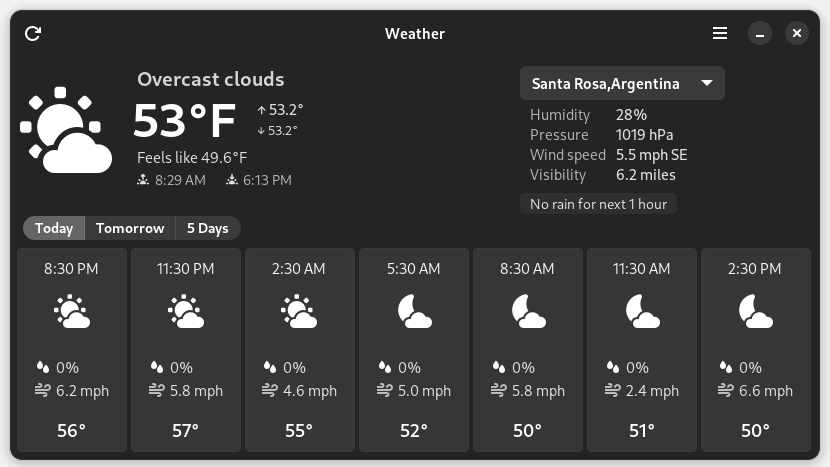 Weather
Overcast clouds
53°F
↑ 53.2°
↓ 53.2°
Feels like 49.6°F
8:29 AM 6:13 PM
Santa Rosa,Argentina
Humidity 28%
Pressure 1019 hPa
Wind speed 5.5 mph SE
Visibility 6.2 miles
No rain for next 1 hour
Today Tomorrow 5 Days
8:30 PM 11:30 PM 2:30 AM 5:30 AM 8:30 AM 11:30 AM 2:30 PM
0% 0% 0% 0% 0% 0% 0%
6.2 mph 5.8 mph 4.6 mph 5.0 mph 5.8 mph 2.4 mph 6.6 mph
56° 57° 55° 52° 50° 51° 50°